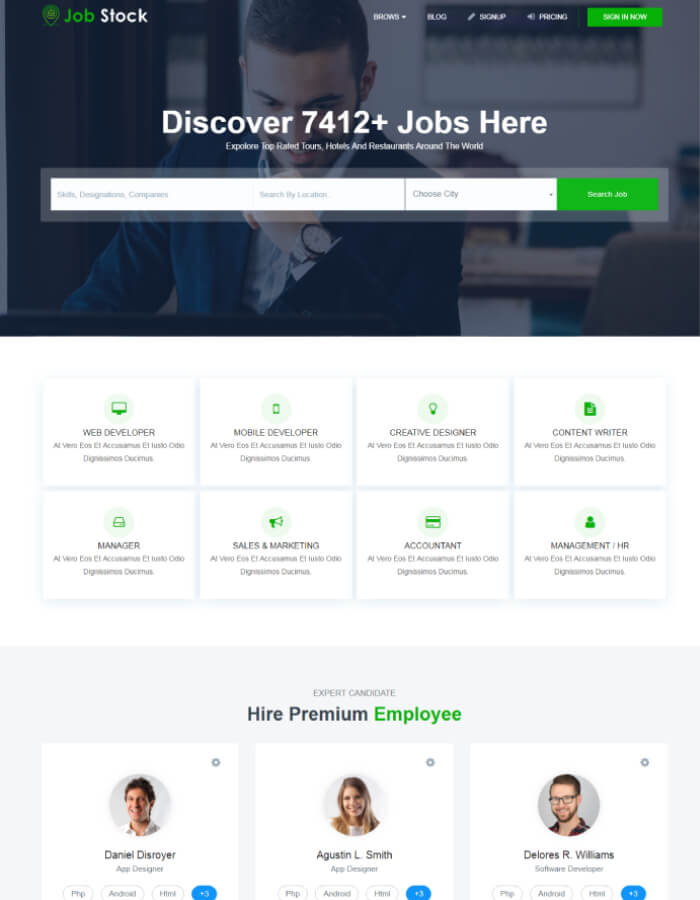 Job Stock
BROWS
BLOG
SIGNUP
PRICING
SIGN IN NOW
Discover 7412+ Jobs Here
Expolore Top Rated Tours, Hotels And Restaurants Around The World
Skills, Designations, Companies
Search By Location..
Choose City
Search Job
WEB DEVELOPER
At Vero Eos Et Accusamus Et Iusto Odio
Dignissimos Ducimus.
MOBILE DEVELOPER
At Vero Eos Et Accusamus Et Iusto Odio
Dignissimos Ducimus.
CREATIVE DESIGNER
At Vero Eos Et Accusamus Et Iusto Odio
Dignissimos Ducimus.
CONTENT WRITER
At Vero Eos Et Accusamus Et Iusto Odio
Dignissimos Ducimus.
MANAGER
At Vero Eos Et Accusamus Et Iusto Odio
Dignissimos Ducimus.
SALES & MARKETING
At Vero Eos Et Accusamus Et Iusto Odio
Dignissimos Ducimus.
ACCOUNTANT
At Vero Eos Et Accusamus Et Iusto Odio
Dignissimos Ducimus.
MANAGEMENT / HR
At Vero Eos Et Accusamus Et Iusto Odio
Dignissimos Ducimus.
EXPERT CANDIDATE
Hire Premium Employee
Daniel Disroyer
App Designer
Php
Android
Html
+3
Agustin L. Smith
App Designer
Php
Android
Html
+3
Delores R. Williams
Software Developer
Php
Android
Html
+3